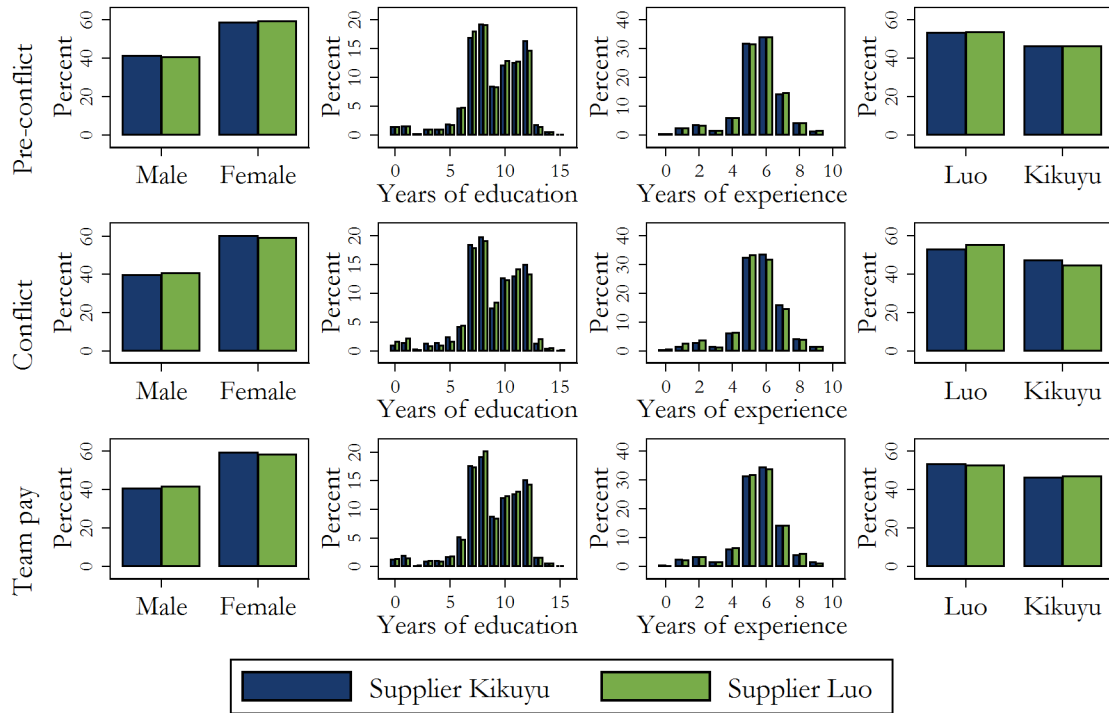 Pre-conflict
Percent
0 20 40 60
Male Female
Percent
0 5 10 15 20
0 5 10 15
Years of education
Percent
0 10 20 30 40
0 2 4 6 8 10
Years of experience
Percent
0 20 40 60
Luo Kikuyu
Conflict
Percent
0 20 40 60
Male Female
Percent
0 5 10 15 20
0 5 10 15
Years of education
Percent
0 10 20 30 40
0 2 4 6 8 10
Years of experience
Percent
0 20 40 60
Luo Kikuyu
Team pay
Percent
0 20 40 60
Male Female
Percent
0 5 10 15 20
0 5 10 15
Years of education
Percent
0 10 20 30 40
0 2 4 6 8 10
Years of experience
Percent
0 20 40 60
Luo Kikuyu
Supplier Kikuyu Supplier Luo